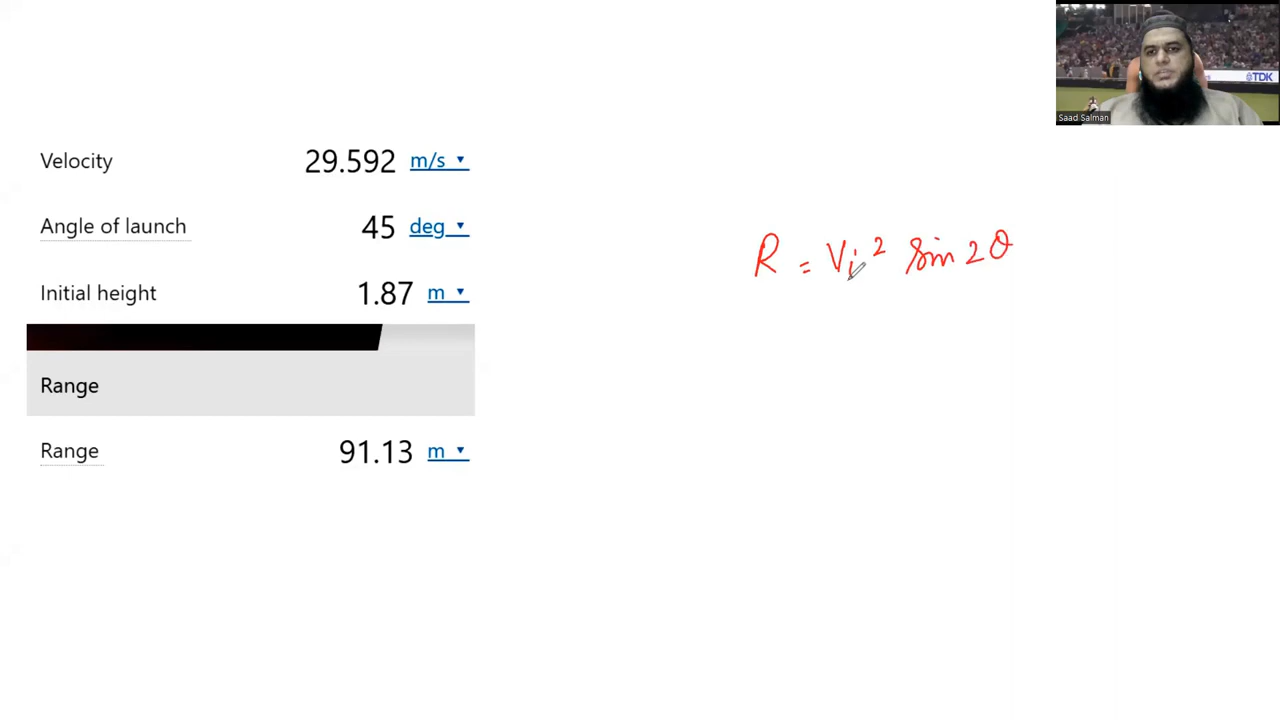 TDK
Saad Salman
Velocity 29.592 m/s
Angle of launch 45 deg
Initial height 1.87 m
R = Vi² Sin 2θ
Range
Range 91.13 m